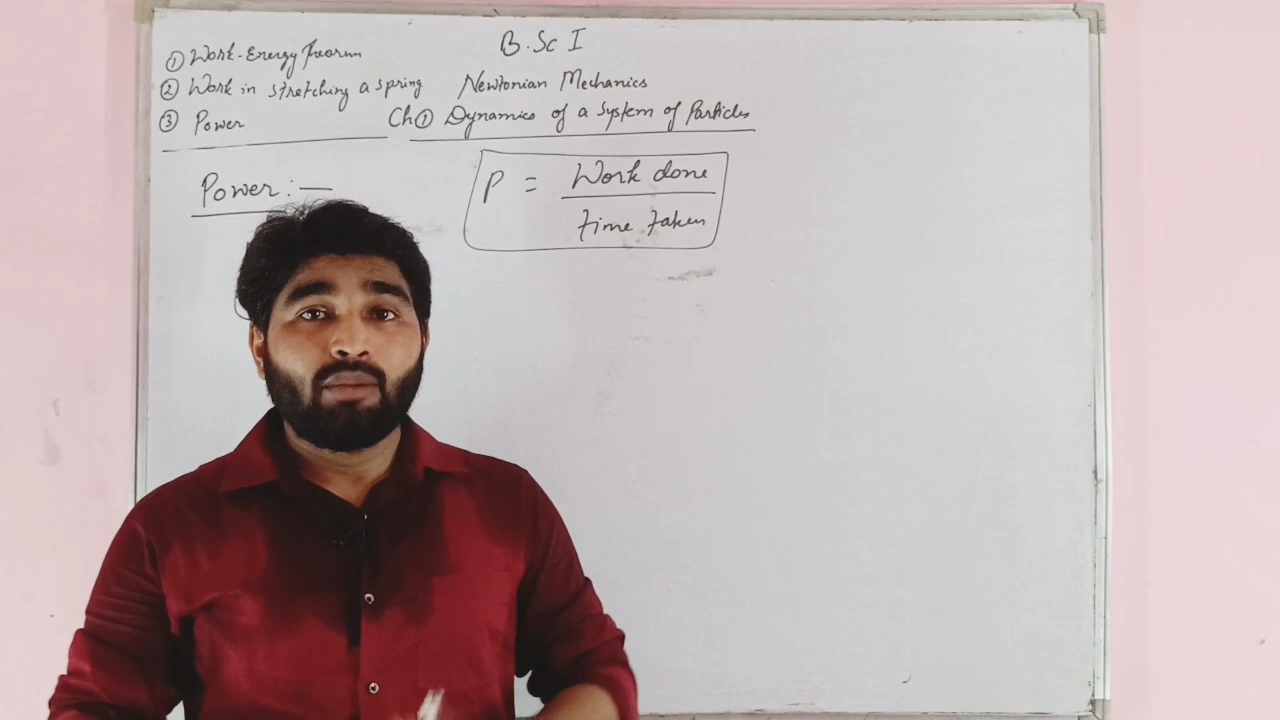 B.Sc I
① Work-Energy Theorem
② Work in stretching a spring
Newtonian Mechanics
③ Power
Ch① Dynamics of a System of Particles
Power:—
P = Work done
time taken